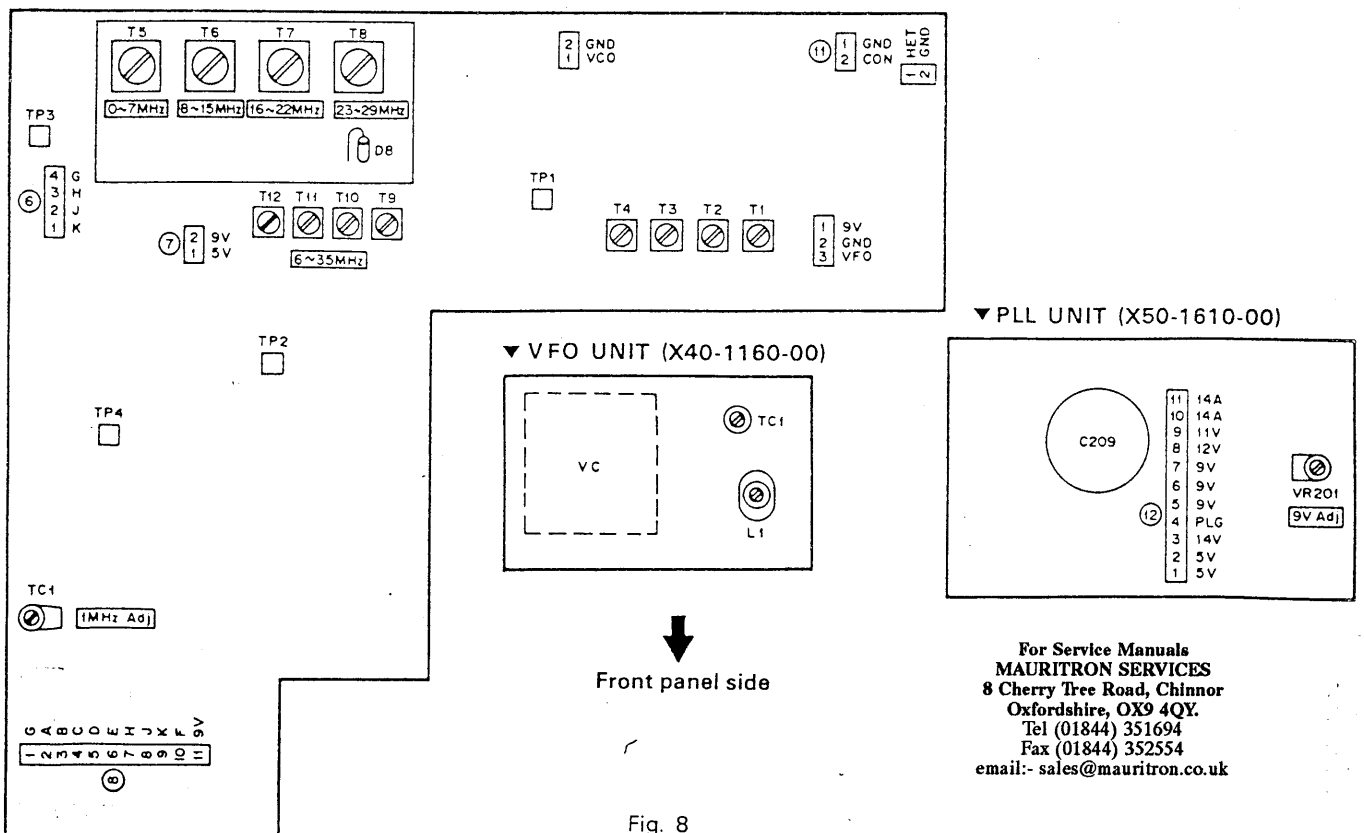 T5 T6 T7 T8
0~7MHz 8~15MHz 16~22MHz 23~29MHz
D8
TP3
4 G
3 H
2 J
1 K
6
T12 T11 T10 T9
6~35MHz
7
2 9V
1 5V
2 GND
1 VCO
11
1 GND
2 CON
1 HET
2 GND
TP1
T4 T3 T2 T1
1 9V
2 GND
3 VFO
TP2
TP4
TC1
1MHz Adj
G A B C D E H J K F 9V
1 2 3 4 5 6 7 8 9 10 11
8
▼ VFO UNIT (X40-1160-00)
VC
TC1
L1
Front panel side
▼ PLL UNIT (X50-1610-00)
C209
12
11 14A
10 14A
9 11V
8 12V
7 9V
6 9V
5 9V
4 PLG
3 14V
2 5V
1 5V
VR201
9V Adj
For Service Manuals
MAURITRON SERVICES
8 Cherry Tree Road, Chinnor
Oxfordshire, OX9 4QY.
Tel (01844) 351694
Fax (01844) 352554
email:- sales@mauritron.co.uk
Fig. 8